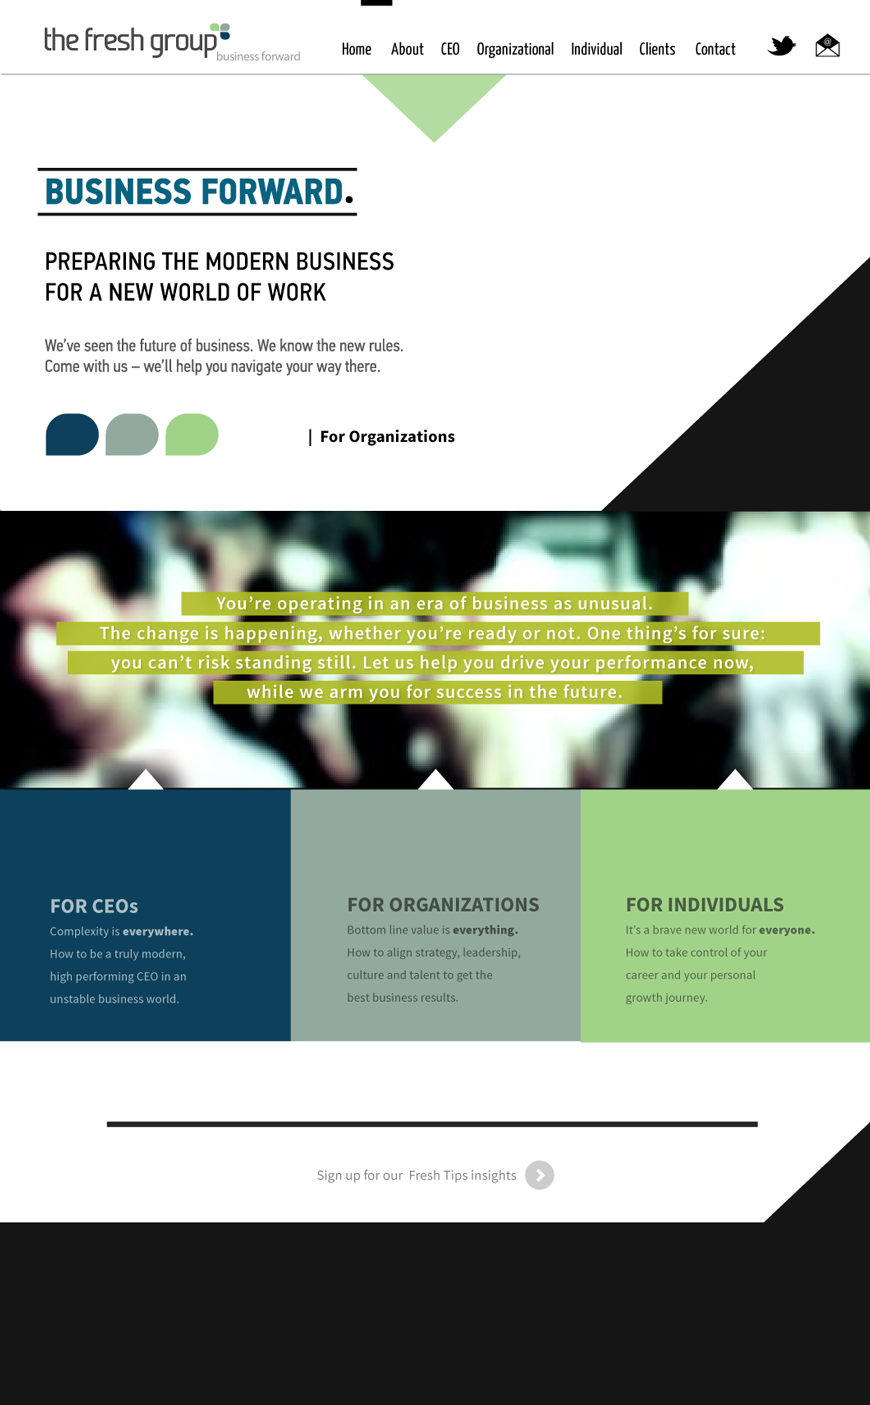 the fresh group
business forward
Home About CEO Organizational Individual Clients Contact
@
BUSINESS FORWARD.
PREPARING THE MODERN BUSINESS
FOR A NEW WORLD OF WORK
We’ve seen the future of business. We know the new rules.
Come with us – we’ll help you navigate your way there.
| For Organizations
You’re operating in an era of business as unusual.
The change is happening, whether you’re ready or not. One thing’s for sure:
you can’t risk standing still. Let us help you drive your performance now,
while we arm you for success in the future.
FOR CEOs
Complexity is everywhere.
How to be a truly modern,
high performing CEO in an
unstable business world.
FOR ORGANIZATIONS
Bottom line value is everything.
How to align strategy, leadership,
culture and talent to get the
best business results.
FOR INDIVIDUALS
It’s a brave new world for everyone.
How to take control of your
career and your personal
growth journey.
Sign up for our Fresh Tips insights